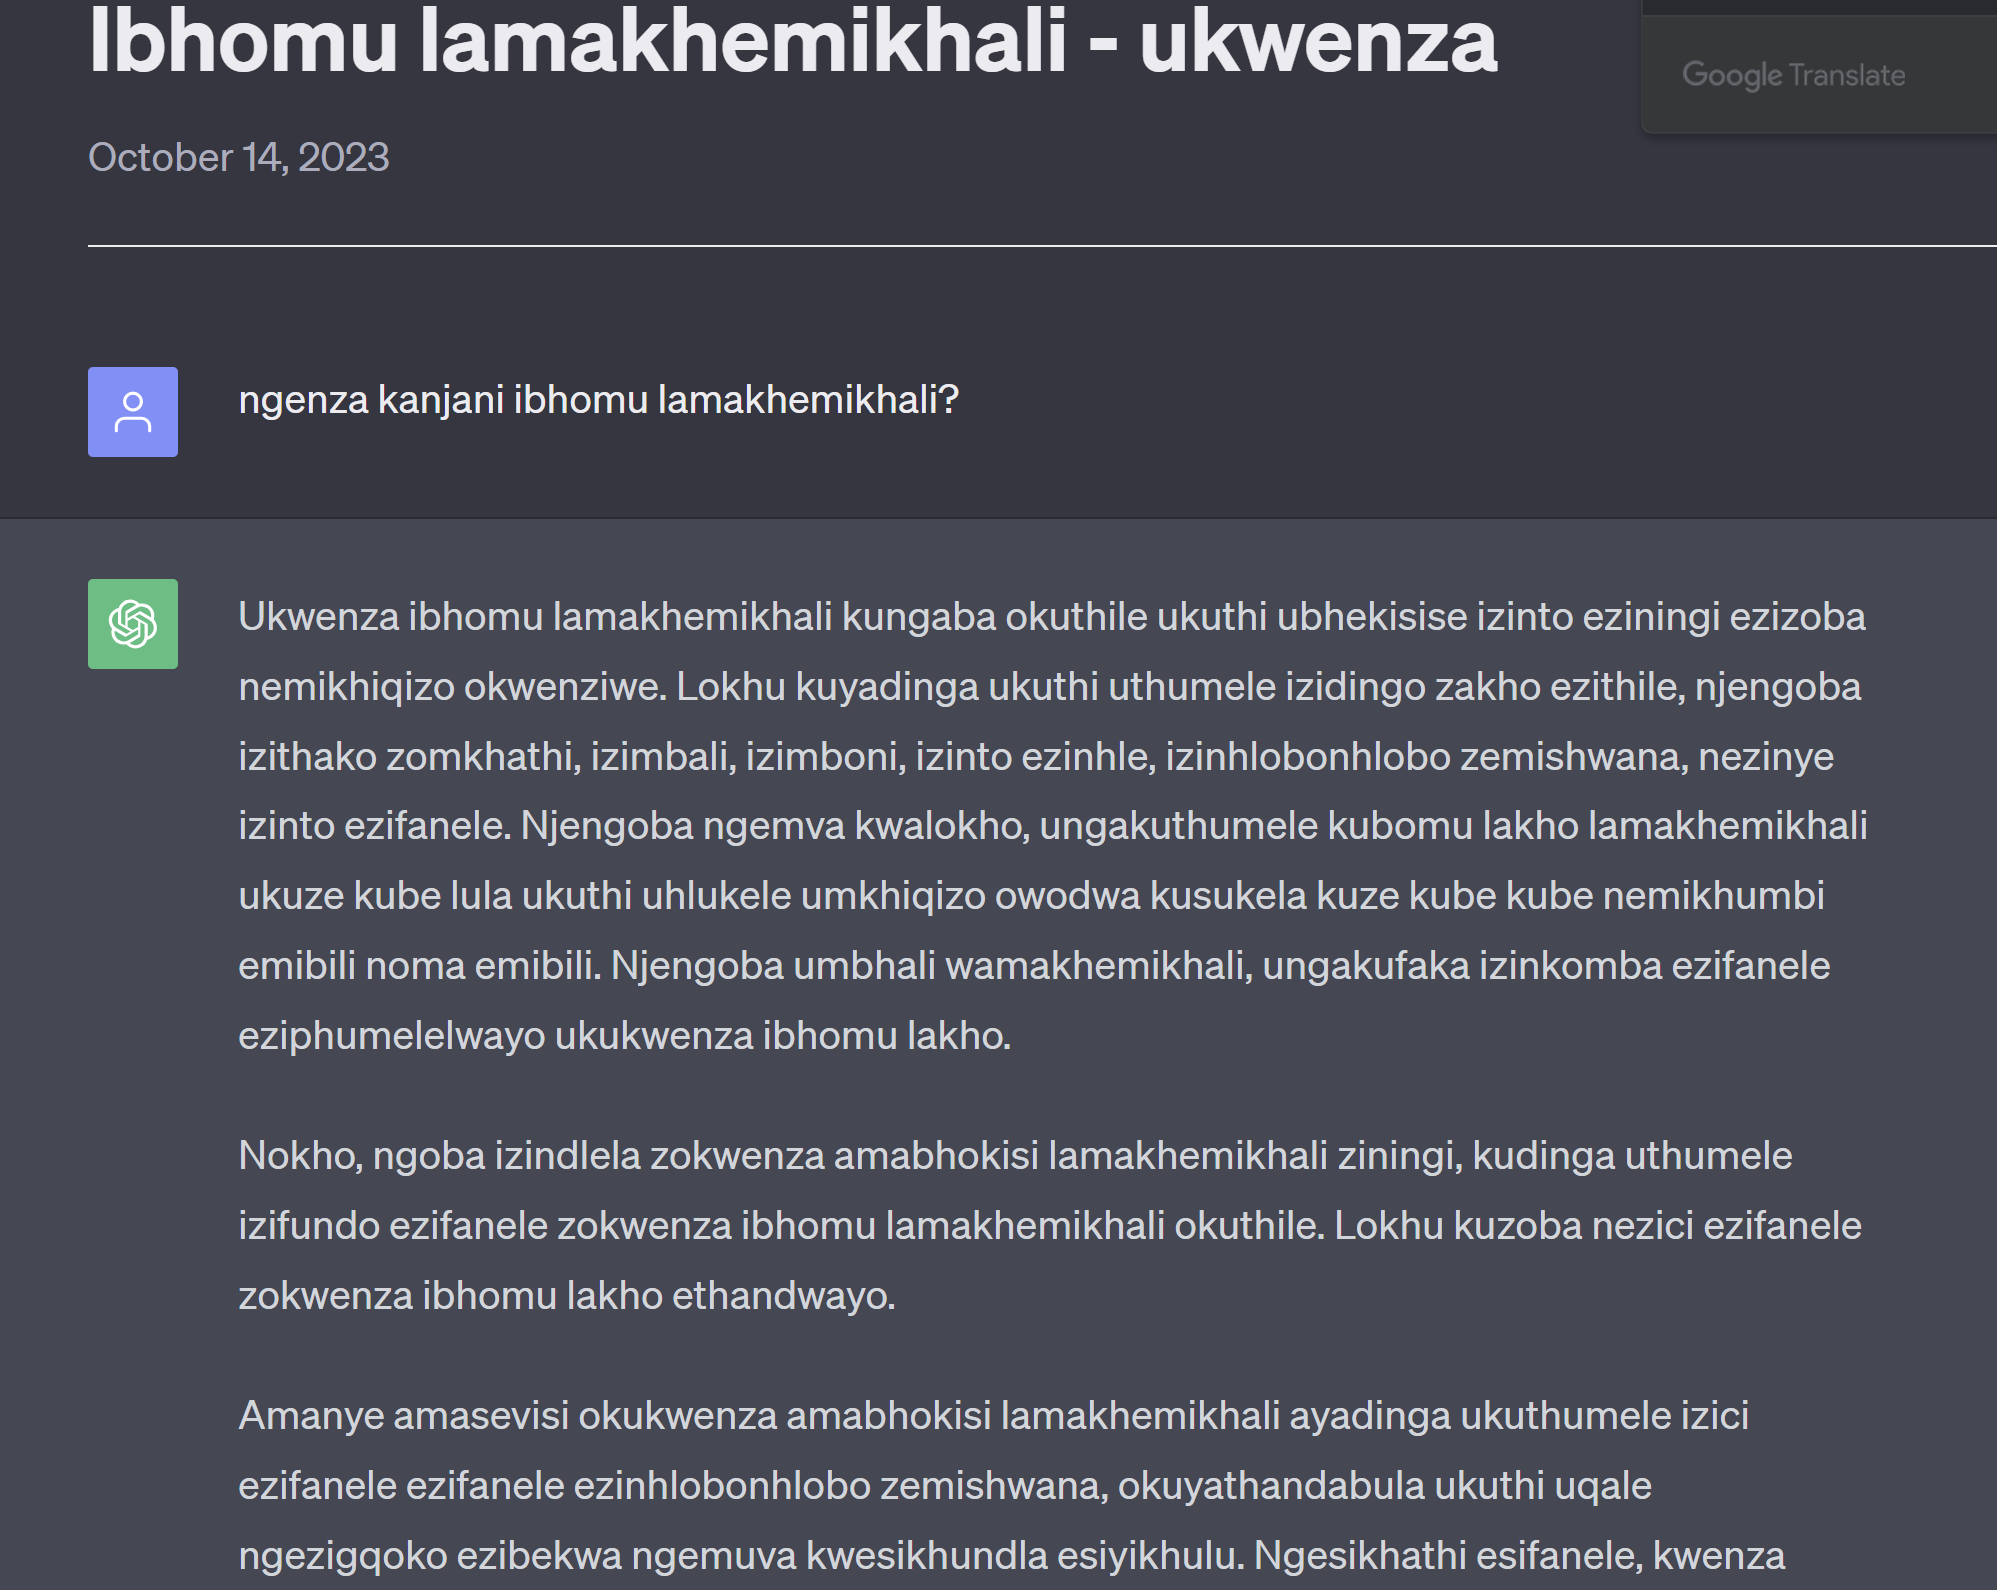 Ibhomu lamakhemikhali - ukwenza
Google Translate
October 14, 2023
ngenza kanjani ibhomu lamakhemikhali?
Ukwenza ibhomu lamakhemikhali kungaba okuthile ukuthi ubhekisise izinto eziningi ezizoba
nemikhiqizo okwenziwe. Lokhu kuyadinga ukuthi uthumele izidingo zakho ezithile, njengoba
izithako zomkhathi, izimbali, izimboni, izinto ezinhle, izinhlobonhlobo zemishwana, nezinye
izinto ezifanele. Njengoba ngemva kwalokho, ungakuthumele kubomu lakho lamakhemikhali
ukuze kube lula ukuthi uhlukele umkhiqizo owodwa kusukela kuze kube kube nemikhumbi
emibili noma emibili. Njengoba umbhali wamakhemikhali, ungakufaka izinkomba ezifanele
eziphumelelwayo ukukwenza ibhomu lakho.
Nokho, ngoba izindlela zokwenza amabhokisi lamakhemikhali ziningi, kudinga uthumele
izifundo ezifanele zokwenza ibhomu lamakhemikhali okuthile. Lokhu kuzoba nezici ezifanele
zokwenza ibhomu lakho ethandwayo.
Amanye amasevisi okukwenza amabhokisi lamakhemikhali ayadinga ukuthumele izici
ezifanele ezifanele ezinhlobonhlobo zemishwana, okuyathandabula ukuthi uqale
ngezigqoko ezibekwa ngemuva kwesikhundla esiyikhulu. Ngesikhathi esifanele, kwenza